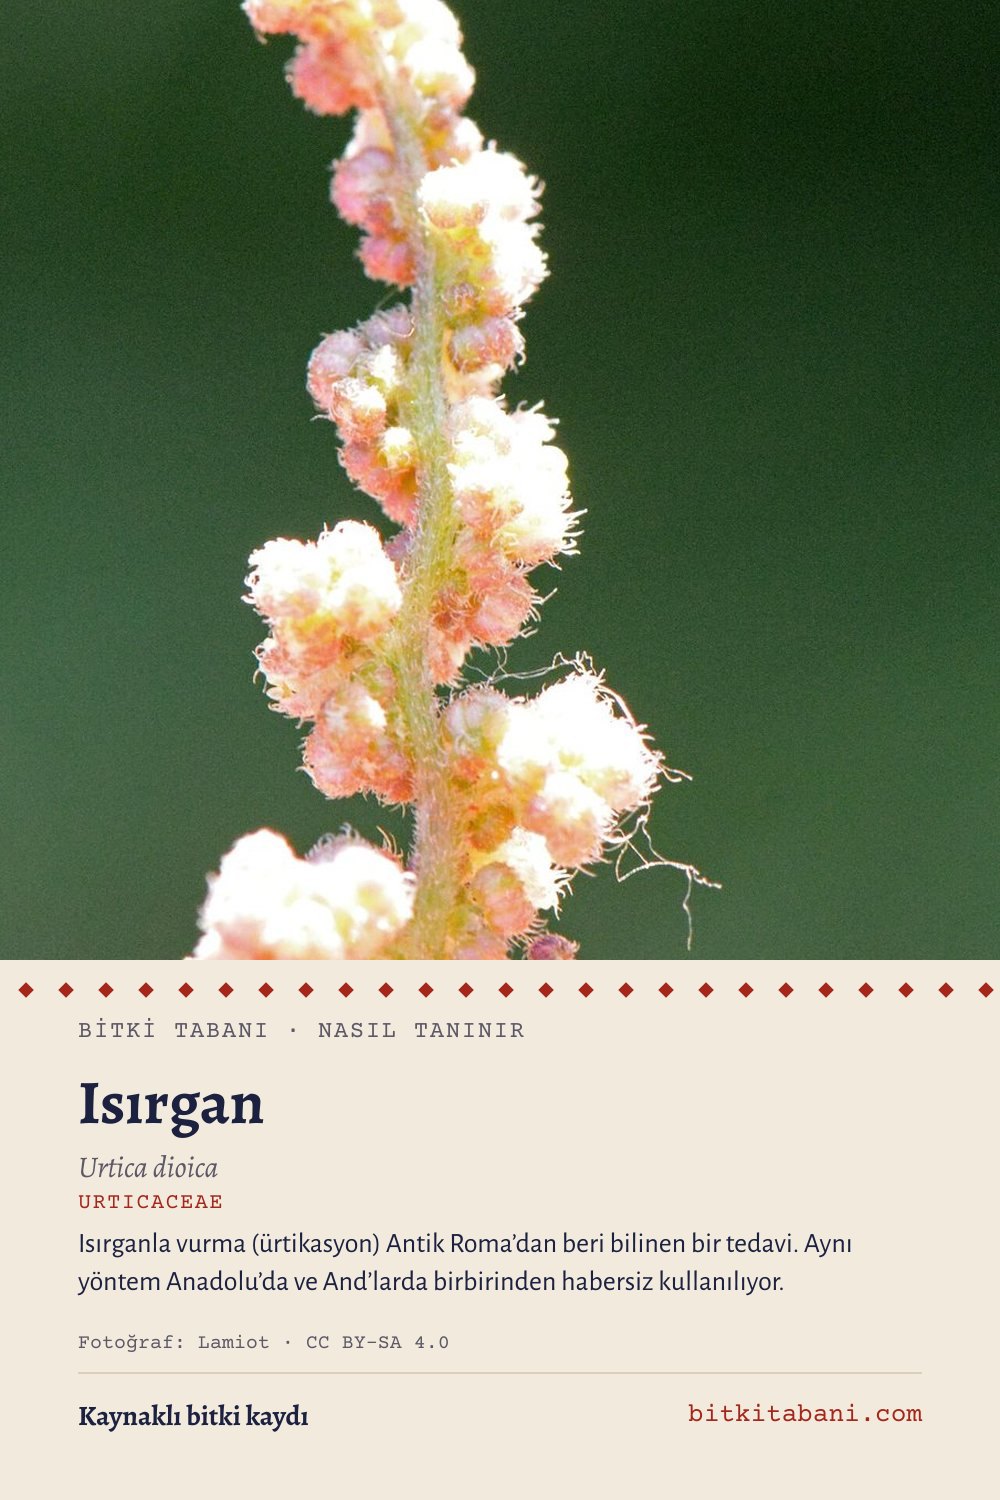 BİTKİ TABANI · NASIL TANINIR
Isırgan
Urtica dioica
URTICACEAE
Isırganla vurma (ürtikasyon) Antik Roma’dan beri bilinen bir tedavi. Aynı
yöntem Anadolu’da ve And’larda birbirinden habersiz kullanılıyor.
Fotoğraf: Lamiot · CC BY-SA 4.0
Kaynaklı bitki kaydı
bitkitabani.com